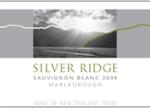 SILVER RIDGE
SAUVIGNON BLANC 2008
MARLBOROUGH